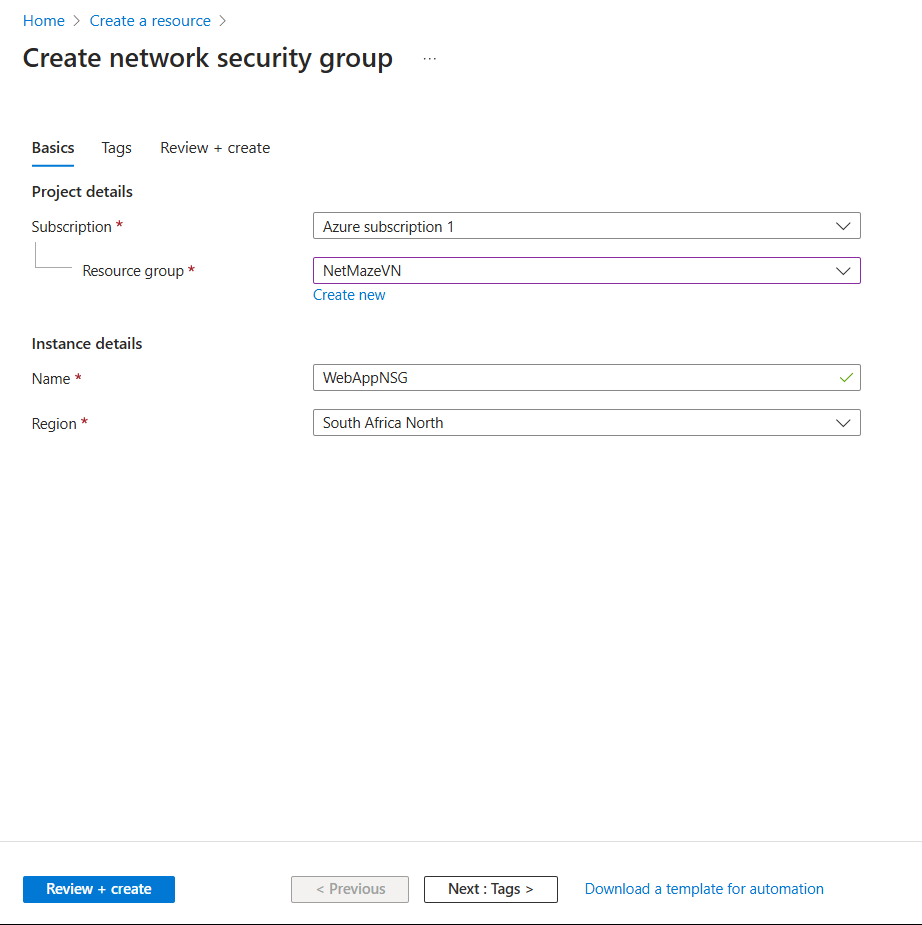 Home > Create a resource >
Create network security group ...
Basics Tags Review + create
Project details
Subscription * Azure subscription 1
Resource group * NetMazeVN
Create new
Instance details
Name * WebAppNSG
Region * South Africa North
Review + create < Previous Next : Tags > Download a template for automation